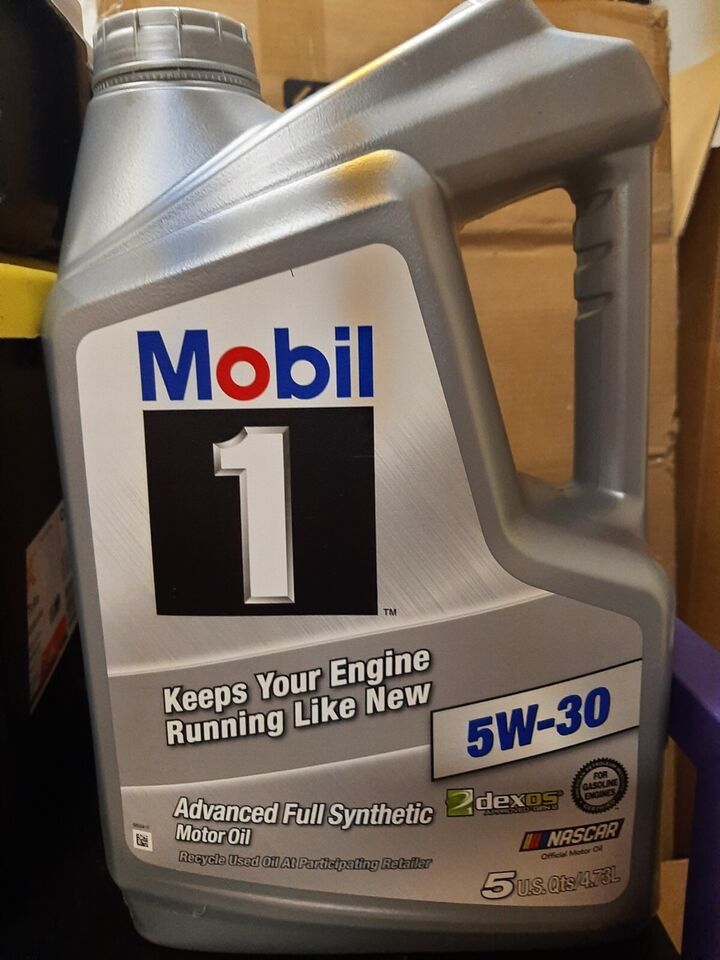 Mobil
1
TM
Keeps Your Engine
Running Like New
5W-30
Advanced Full Synthetic
Motor Oil
Recycle Used Oil At Participating Retailer
dexos
FOR
GASOLINE
ENGINES
NASCAR
Official Motor Oil
5 U.S. Qts/4.73L